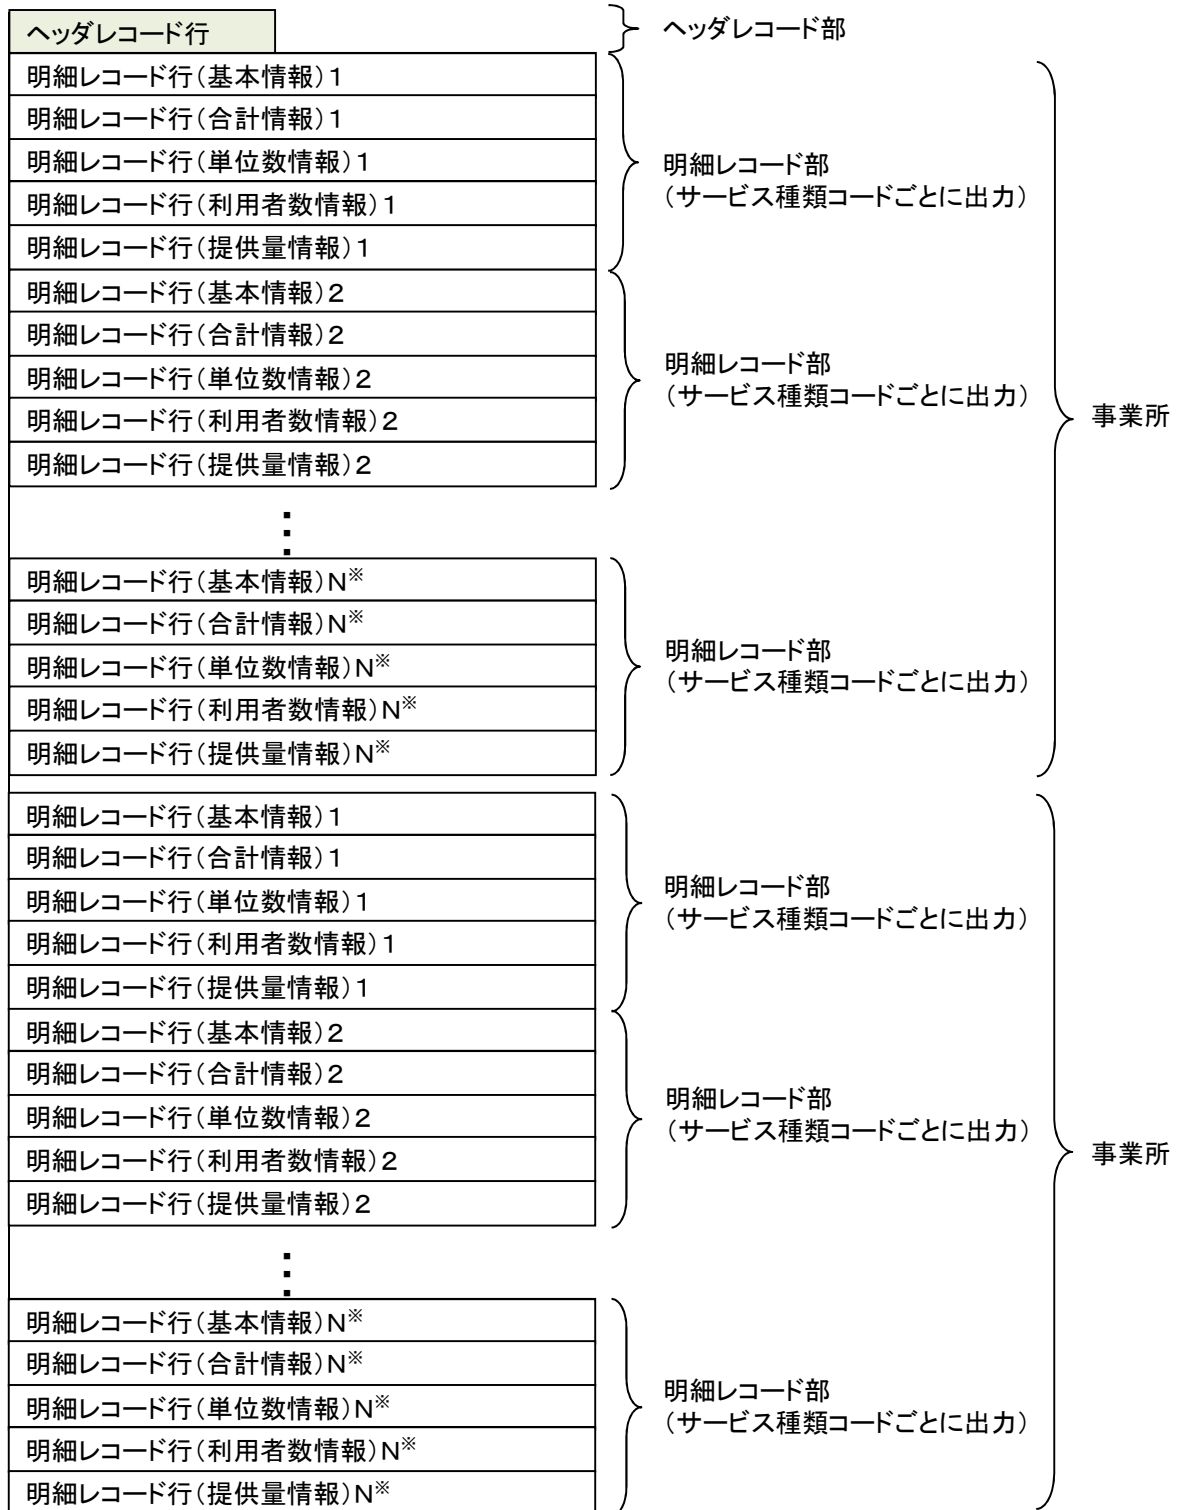 ヘッダレコード行
ヘッダレコード部
明細レコード行(基本情報)1
明細レコード行(合計情報)1
明細レコード行(単位数情報)1
明細レコード行(利用者数情報)1
明細レコード行(提供量情報)1
明細レコード部
(サービス種類コードごとに出力)
明細レコード行(基本情報)2
明細レコード行(合計情報)2
明細レコード行(単位数情報)2
明細レコード行(利用者数情報)2
明細レコード行(提供量情報)2
明細レコード部
(サービス種類コードごとに出力)
事業所
明細レコード行(基本情報)N※
明細レコード行(合計情報)N※
明細レコード行(単位数情報)N※
明細レコード行(利用者数情報)N※
明細レコード行(提供量情報)N※
明細レコード部
(サービス種類コードごとに出力)
明細レコード行(基本情報)1
明細レコード行(合計情報)1
明細レコード行(単位数情報)1
明細レコード行(利用者数情報)1
明細レコード行(提供量情報)1
明細レコード部
(サービス種類コードごとに出力)
明細レコード行(基本情報)2
明細レコード行(合計情報)2
明細レコード行(単位数情報)2
明細レコード行(利用者数情報)2
明細レコード行(提供量情報)2
明細レコード部
(サービス種類コードごとに出力)
事業所
明細レコード行(基本情報)N※
明細レコード行(合計情報)N※
明細レコード行(単位数情報)N※
明細レコード行(利用者数情報)N※
明細レコード行(提供量情報)N※
明細レコード部
(サービス種類コードごとに出力)